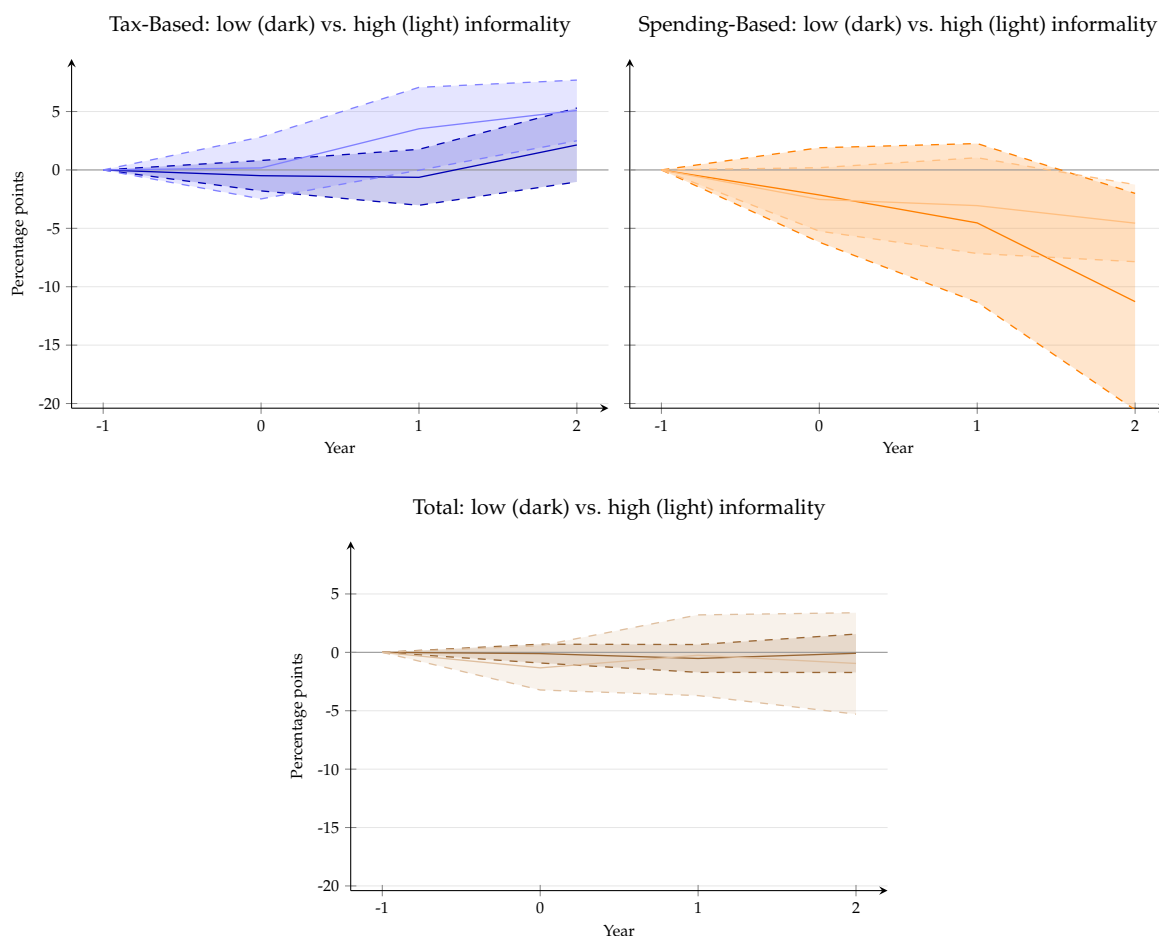 Tax-Based: low (dark) vs. high (light) informality
Percentage points
5
0
-5
-10
-15
-20
-1 0 1 2
Year
Spending-Based: low (dark) vs. high (light) informality
-1 0 1 2
Year
Total: low (dark) vs. high (light) informality
Percentage points
5
0
-5
-10
-15
-20
-1 0 1 2
Year